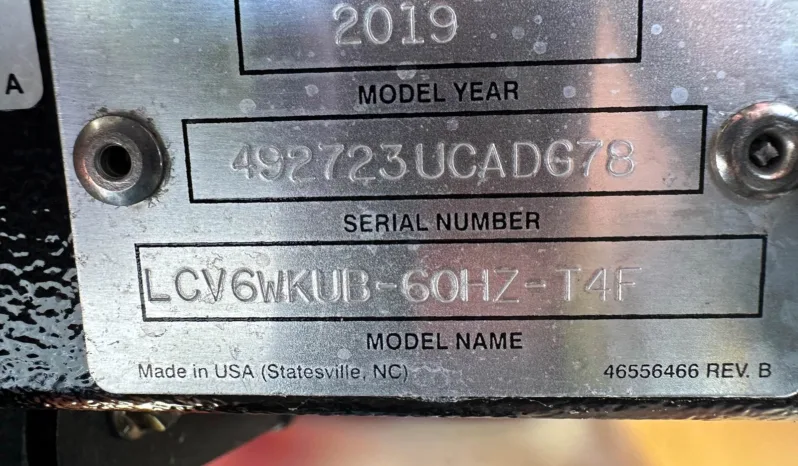 2019
A
MODEL YEAR
492723UCADG78
SERIAL NUMBER
LCV6WKUB-60HZ-T4F
MODEL NAME
Made in USA (Statesville, NC) 46556466 REV. B